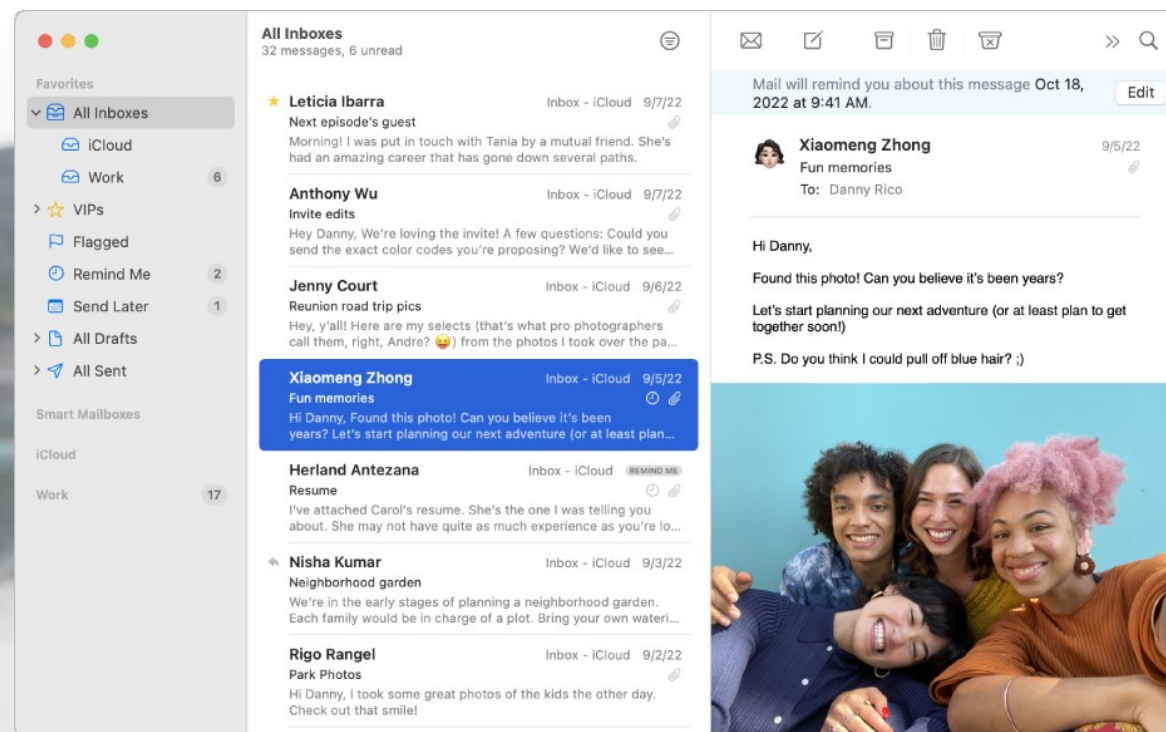 Favorites
All Inboxes
iCloud
Work 6
VIPs
Flagged
Remind Me 2
Send Later 1
All Drafts
All Sent
Smart Mailboxes
iCloud
Work 17
All Inboxes
32 messages, 6 unread
Leticia Ibarra Inbox - iCloud 9/7/22
Next episode's guest
Morning! I was put in touch with Tania by a mutual friend. She's
had an amazing career that has gone down several paths.
Anthony Wu Inbox - iCloud 9/7/22
Invite edits
Hey Danny, We're loving the invite! A few questions: Could you
send the exact color codes you're proposing? We'd like to see...
Jenny Court Inbox - iCloud 9/6/22
Reunion road trip pics
Hey, y'all! Here are my selects (that's what pro photographers
call them, right, Andre? 😝) from the photos I took over the pa...
Xiaomeng Zhong Inbox - iCloud 9/5/22
Fun memories
Hi Danny, Found this photo! Can you believe it's been
years? Let's start planning our next adventure (or at least plan...
Herland Antezana Inbox - iCloud REMIND ME
Resume
I've attached Carol's resume. She's the one I was telling you
about. She may not have quite as much experience as you're lo...
Nisha Kumar Inbox - iCloud 9/3/22
Neighborhood garden
We're in the early stages of planning a neighborhood garden.
Each family would be in charge of a plot. Bring your own wateri...
Rigo Rangel Inbox - iCloud 9/2/22
Park Photos
Hi Danny, I took some great photos of the kids the other day.
Check out that smile!
Mail will remind you about this message Oct 18,
2022 at 9:41 AM.
Edit
Xiaomeng Zhong 9/5/22
Fun memories
To: Danny Rico
Hi Danny,
Found this photo! Can you believe it's been years?
Let's start planning our next adventure (or at least plan to get
together soon!)
P.S. Do you think I could pull off blue hair? ;)